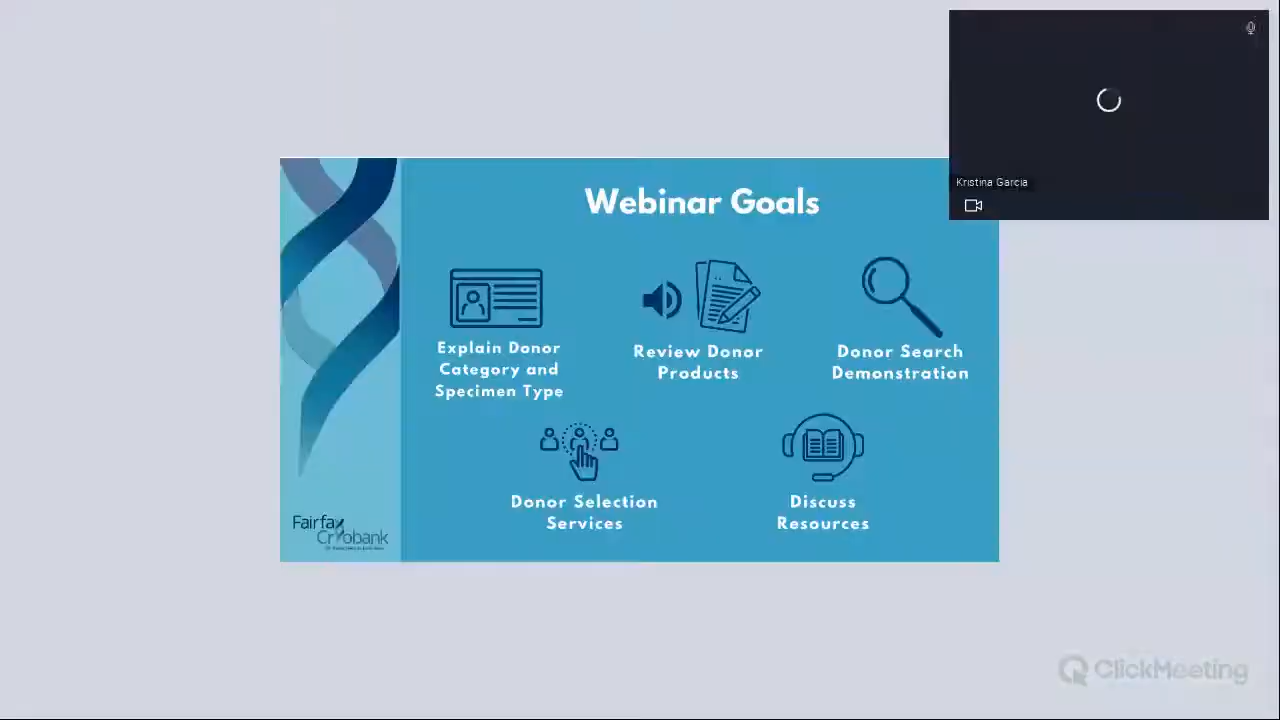 Kristina Garcia
Webinar Goals
Explain Donor
Category and
Specimen Type
Review Donor
Products
Donor Search
Demonstration
Donor Selection
Services
Discuss
Resources
Fairfax
Cryobank
ClickMeeting